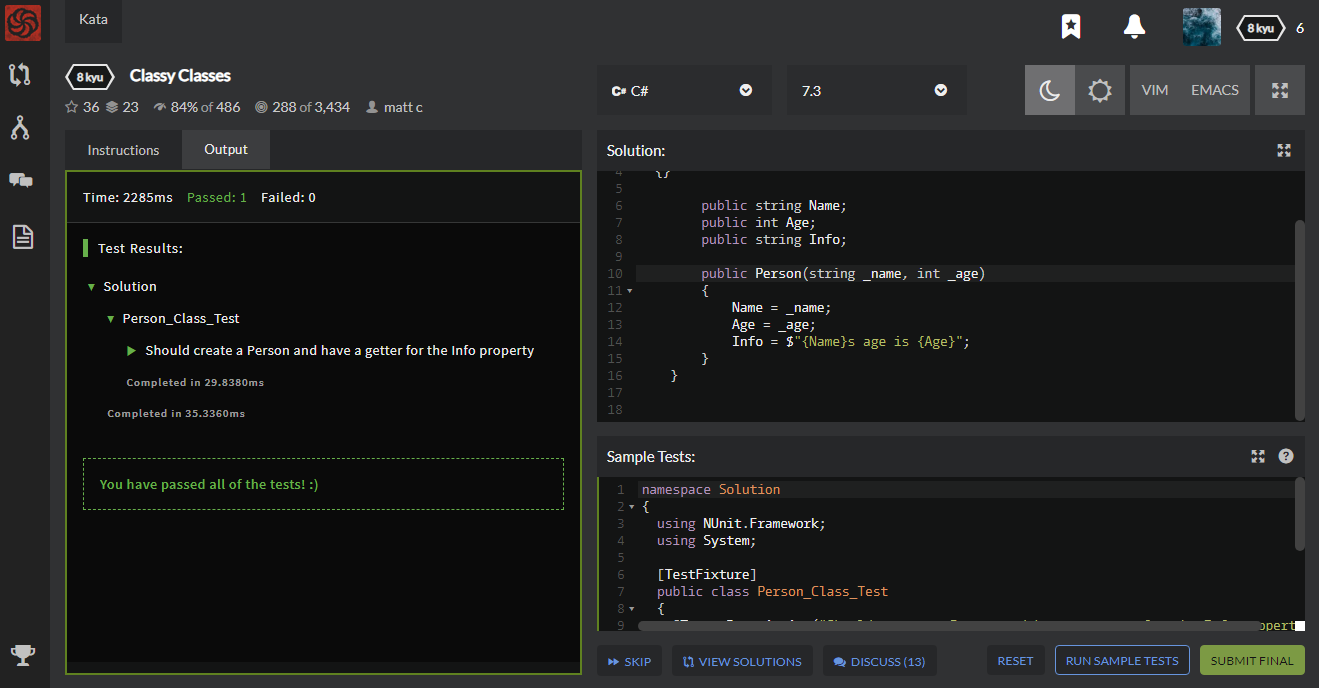 Kata
8 kyu
6
8 kyu Classy Classes
36 23 84% of 486 288 of 3,434 matt c
C# C#
7.3
VIM EMACS
Instructions Output
Time: 2285ms Passed: 1 Failed: 0
Test Results:
Solution
Person_Class_Test
Should create a Person and have a getter for the Info property
Completed in 29.8380ms
Completed in 35.3360ms
You have passed all of the tests! :)
Solution:
4 {}
5
6 public string Name;
7 public int Age;
8 public string Info;
9
10 public Person(string _name, int _age)
11 {
12 Name = _name;
13 Age = _age;
14 Info = $"{Name}s age is {Age}";
15 }
16 }
17
18
Sample Tests:
1 namespace Solution
2 {
3 using NUnit.Framework;
4 using System;
5
6 [TestFixture]
7 public class Person_Class_Test
8 {
9
SKIP VIEW SOLUTIONS DISCUSS (13) RESET RUN SAMPLE TESTS SUBMIT FINAL